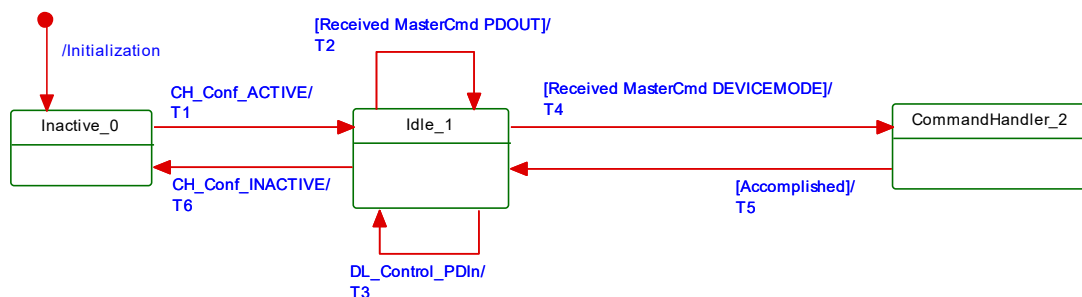 [Received MasterCmd PDOUT]/
T2
/Initialization
CH_Conf_ACTIVE/
T1
[Received MasterCmd DEVICEMODE]/
T4
Inactive_0
Idle_1
CommandHandler_2
CH_Conf_INACTIVE/
T6
[Accomplished]/
T5
DL_Control_PDIn/
T3